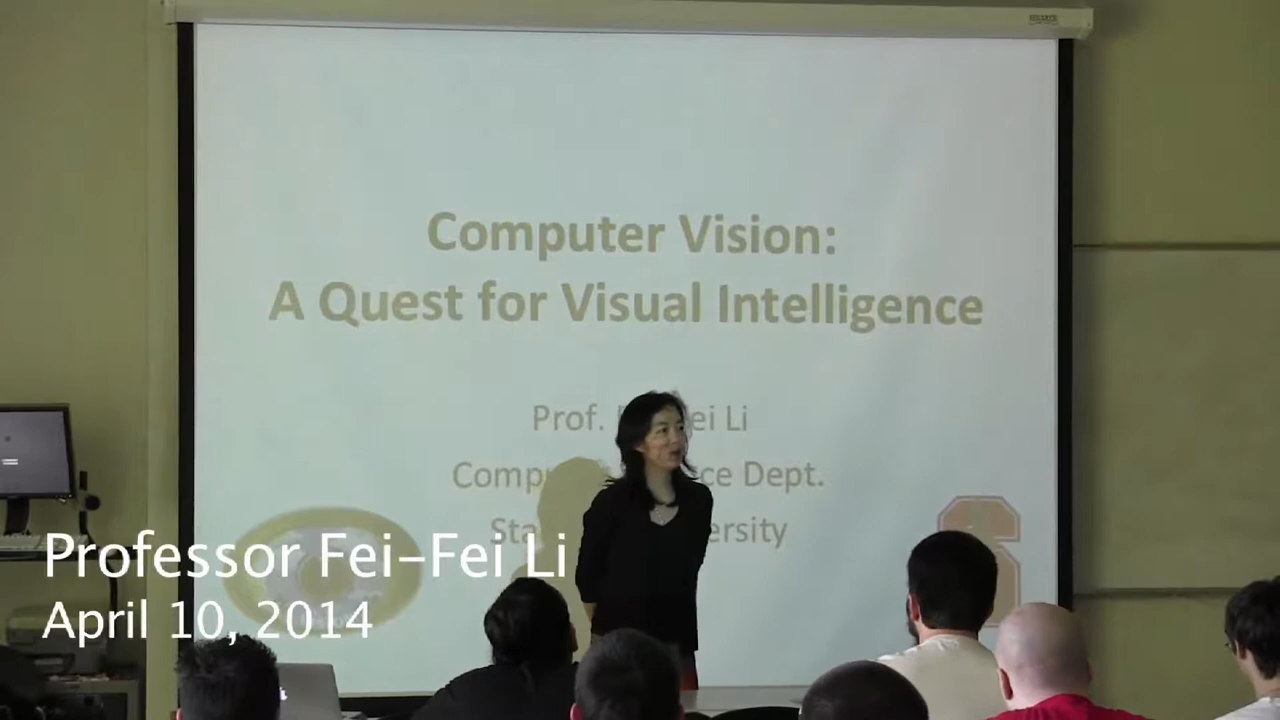 Computer Vision:
A Quest for Visual Intelligence
Prof. ei Li
Comp ce Dept.
Sta ersity
Professor Fei-Fei Li
April 10, 2014